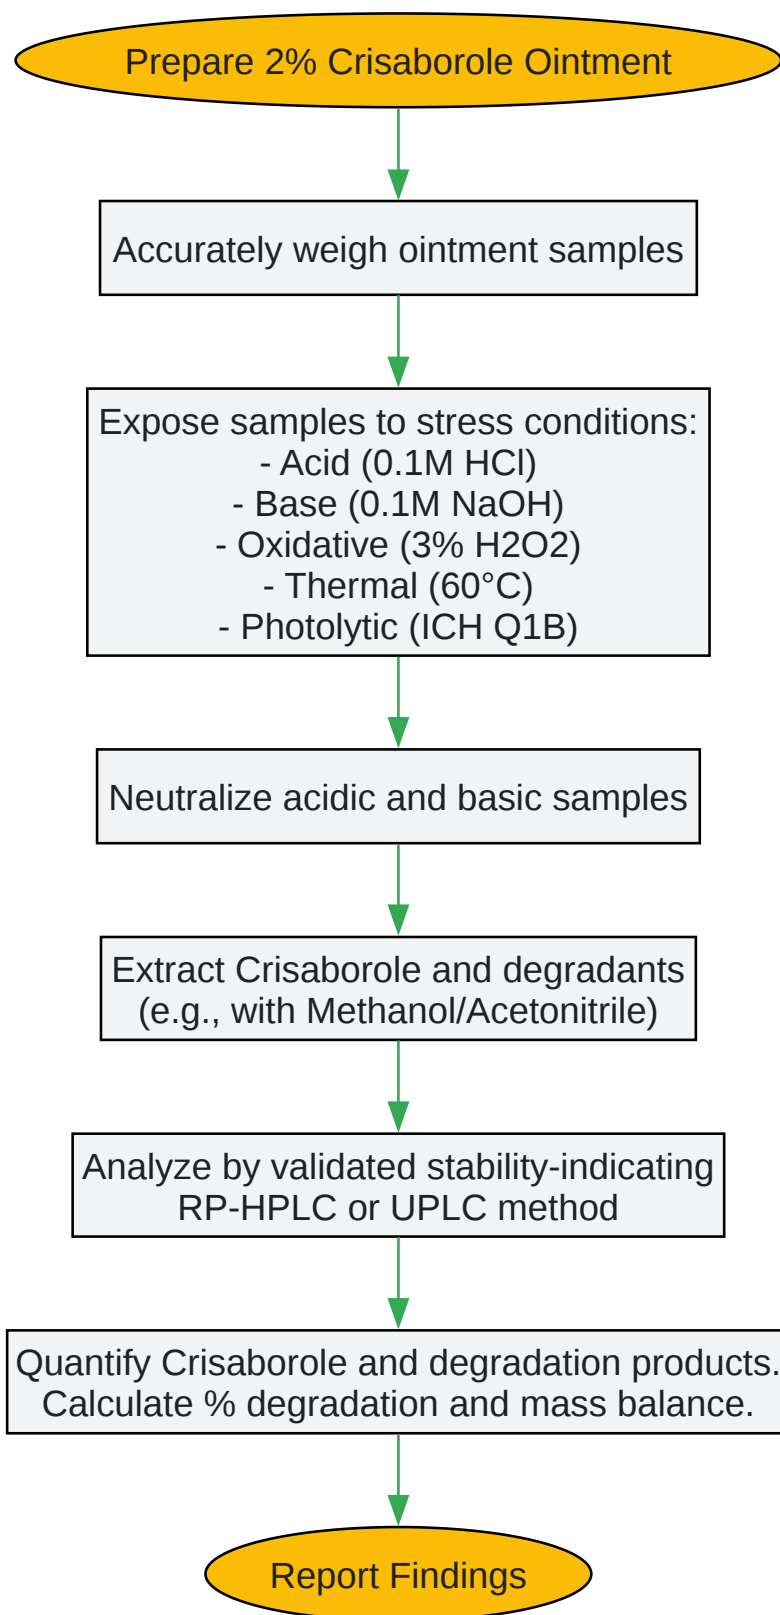 Prepare 2% Crisaborole Ointment
Accurately weigh ointment samples
Expose samples to stress conditions:
- Acid (0.1M HCl)
- Base (0.1M NaOH)
- Oxidative (3% H2O2)
- Thermal (60°C)
- Photolytic (ICH Q1B)
Neutralize acidic and basic samples
Extract Crisaborole and degradants
(e.g., with Methanol/Acetonitrile)
Analyze by validated stability-indicating
RP-HPLC or UPLC method
Quantify Crisaborole and degradation products.
Calculate % degradation and mass balance.
Report Findings